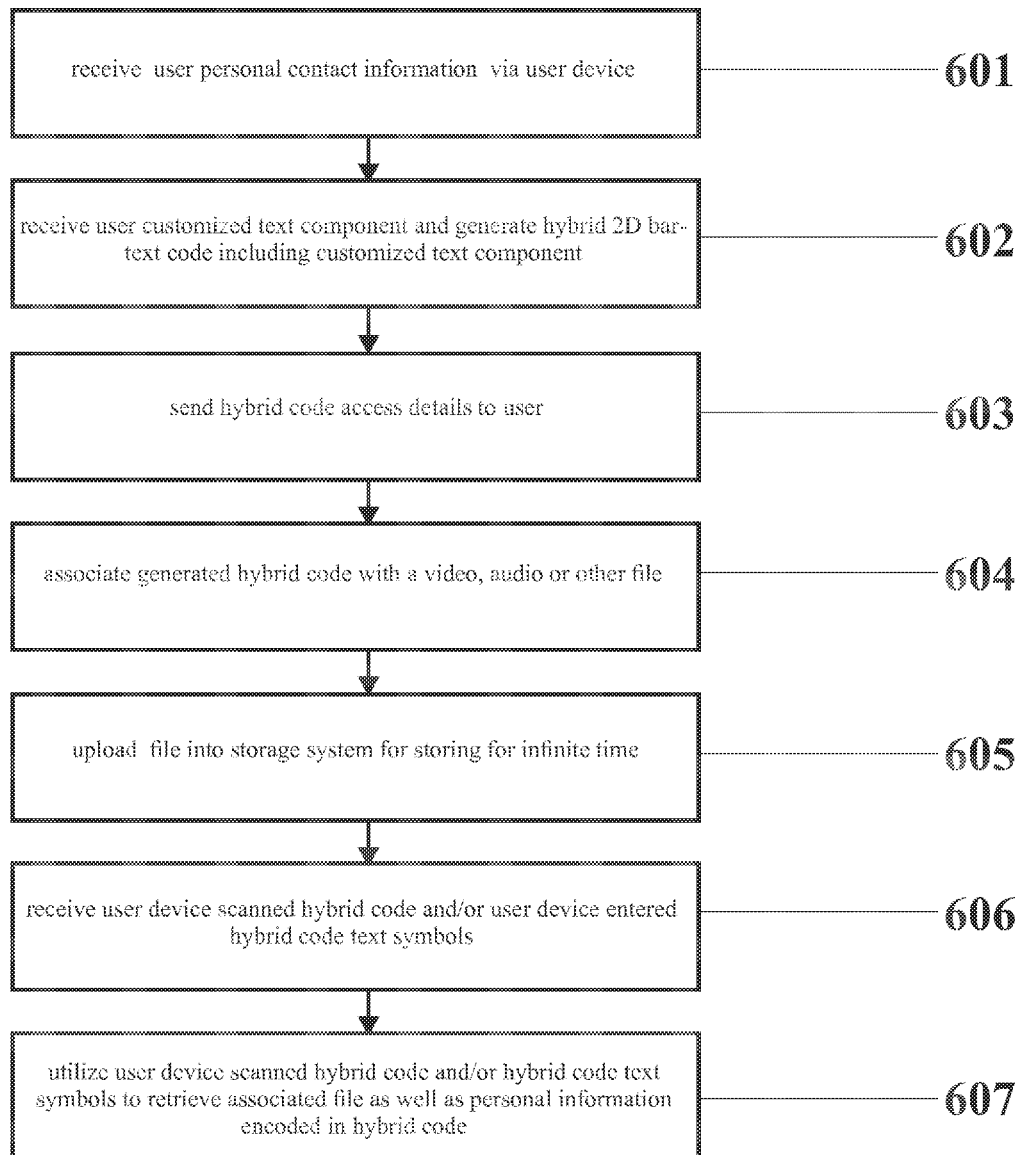 receive user personal contact information via user device
601
receive user customized text component and generate hybrid 2D bar-
text code including customized text component
602
send hybrid code access details to user
603
associate generated hybrid code with a video, audio or other file
604
upload file into storage system for storing for infinite time
605
receive user device scanned hybrid code and/or user device entered
hybrid code text symbols
606
utilize user device scanned hybrid code and/or hybrid code text
symbols to retrieve associated file as well as personal information
encoded in hybrid code
607